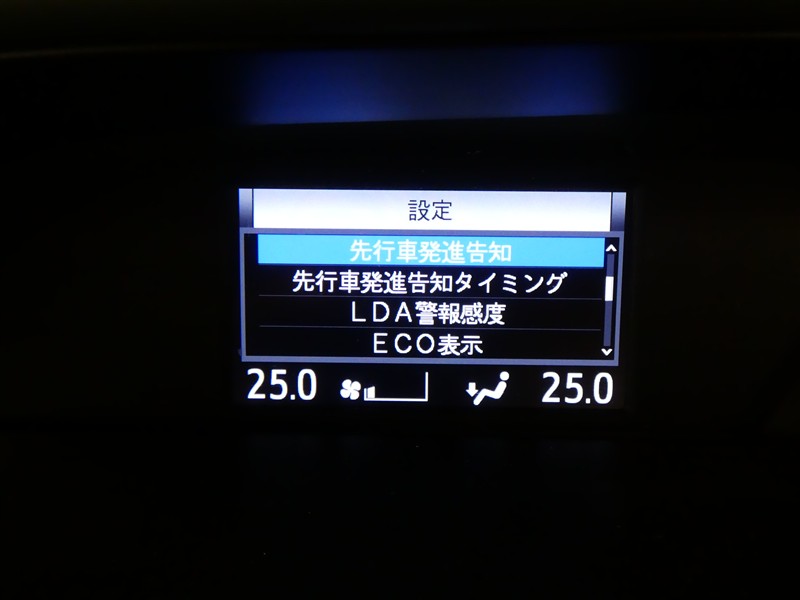 設定
先行車発進告知
先行車発進告知タイミング
LDA警報感度
ECO表示
25.0 25.0